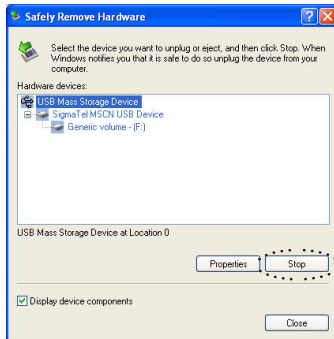 Safely Remove Hardware
Select the device you want to unplug or eject, and then click Stop. When
Windows notifies you that it is safe to do so unplug the device from your
computer.
Hardware devices:
USB Mass Storage Device
SigmaTel MSCN USB Device
Generic volume - (F:)
USB Mass Storage Device at Location 0
Properties
Stop
Display device components
Close